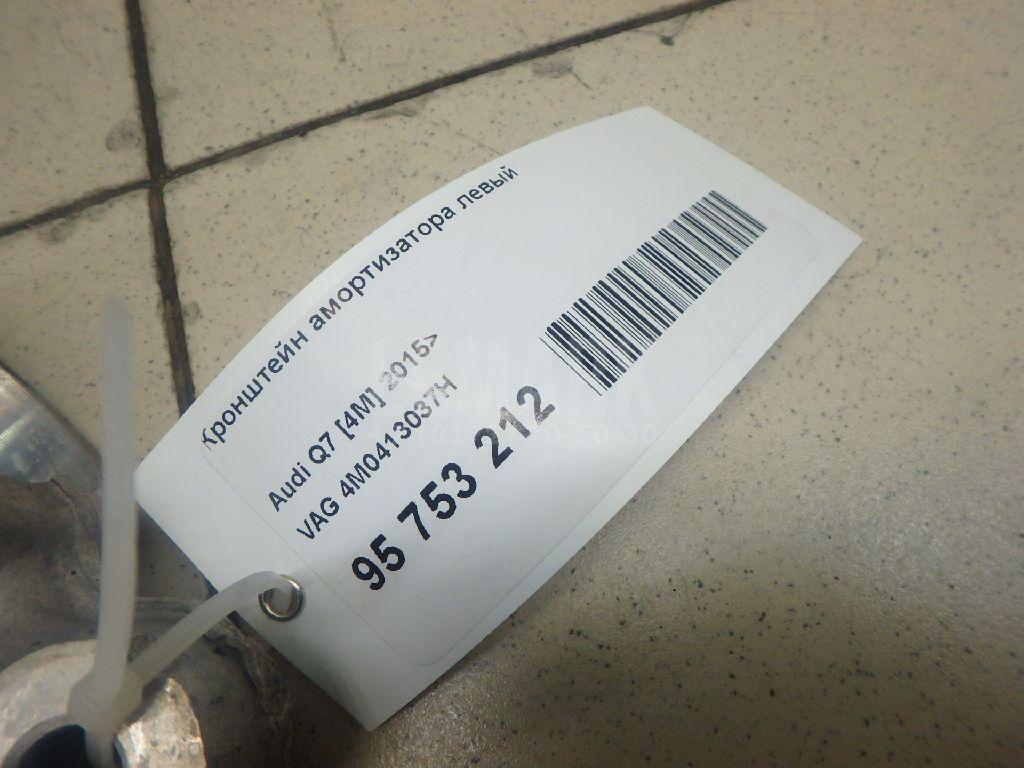 Кронштейн амортизатора левый
Audi Q7 [4M] 2015>
VAG 4M0413037H
95 753 212